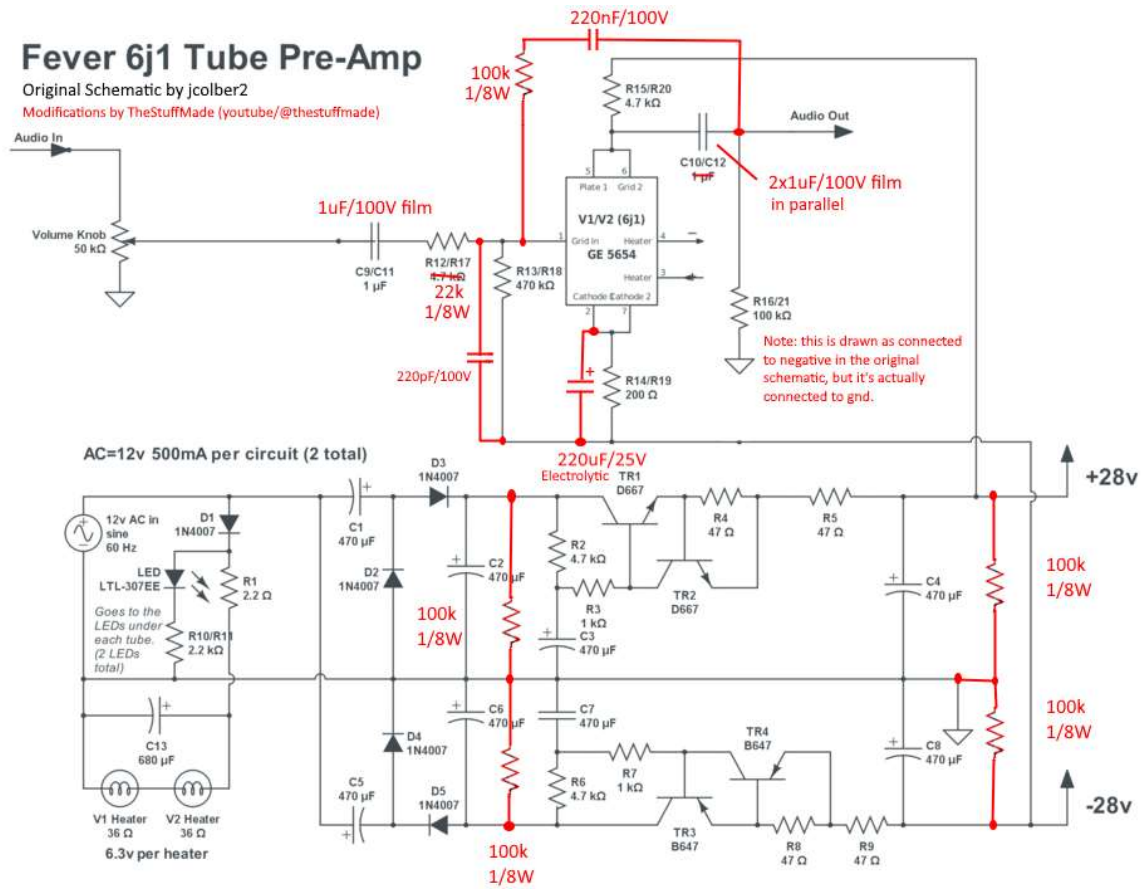 Fever 6j1 Tube Pre-Amp
Original Schematic by jcolber2
Modifications by TheStuffMade (youtube/@thestuffmade)
220nF/100V
100k
1/8W
R15/R20
4.7 kΩ
Audio In
Audio Out
C10/C12
1 µF
2x1uF/100V film
in parallel
5
6
Plate 1
Grid 2
V1/V2 (6j1)
1
Grid In
Heater
4
−
GE 5654
Heater
3
+
Cathode 1
Cathode 2
2
7
Volume Knob
50 kΩ
1uF/100V film
C9/C11
1 µF
R12/R17
4.7 kΩ
22k
1/8W
R13/R18
470 kΩ
R16/21
100 kΩ
Note: this is drawn as connected
to negative in the original
schematic, but it's actually
connected to gnd.
220pF/100V
+
R14/R19
200 Ω
220uF/25V
Electrolytic
AC=12v 500mA per circuit (2 total)
+28v
12v AC in
sine
60 Hz
D1
1N4007
LED
LTL-307EE
Goes to the
LEDs under
each tube.
(2 LEDs
total)
R1
2.2 Ω
R10/R11
2.2 kΩ
+
C1
470 µF
D3
1N4007
D2
1N4007
+
C2
470 µF
100k
1/8W
R2
4.7 kΩ
R3
1 kΩ
+
C3
470 µF
TR1
D667
TR2
D667
R4
47 Ω
R5
47 Ω
+
C4
470 µF
100k
1/8W
+
C13
680 µF
V1 Heater
36 Ω
V2 Heater
36 Ω
6.3v per heater
D4
1N4007
C5
470 µF
+
D5
1N4007
+
C6
470 µF
C7
470 µF
R6
4.7 kΩ
R7
1 kΩ
TR4
B647
TR3
B647
R8
47 Ω
R9
47 Ω
+
C8
470 µF
100k
1/8W
-28v
100k
1/8W